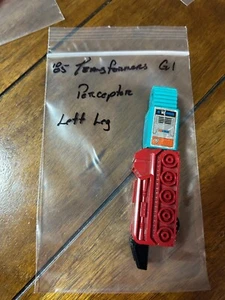 '85 Transformers G1
Perceptor
Left Leg